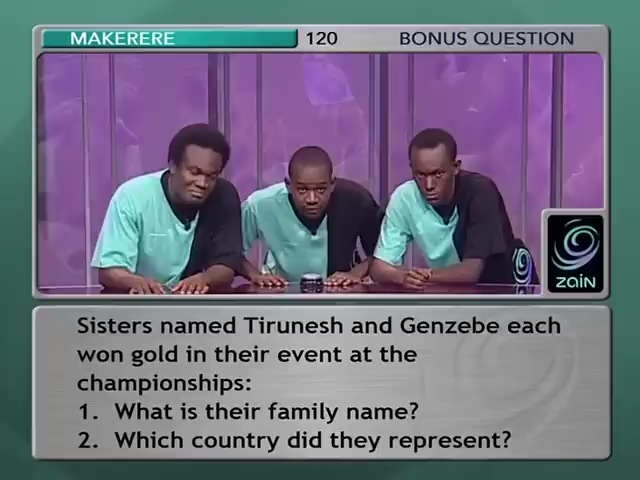 MAKERERE 120 BONUS QUESTION
zain
Sisters named Tirunesh and Genzebe each
won gold in their event at the
championships:
1. What is their family name?
2. Which country did they represent?